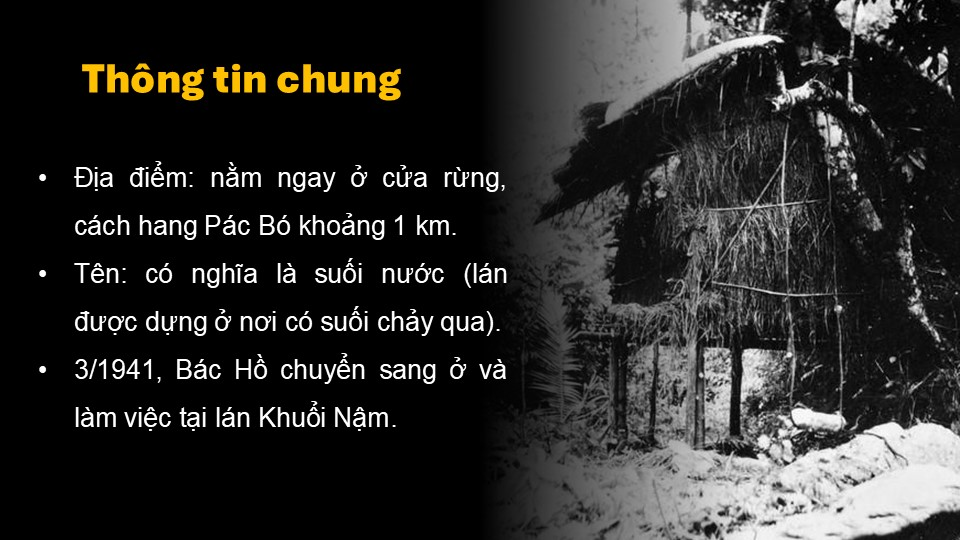 Thông tin chung
• Địa điểm: nằm ngay ở cửa rừng,
cách hang Pác Bó khoảng 1 km.
• Tên: có nghĩa là suối nước (lán
được dựng ở nơi có suối chảy qua).
• 3/1941, Bác Hồ chuyển sang ở và
làm việc tại lán Khuổi Nậm.